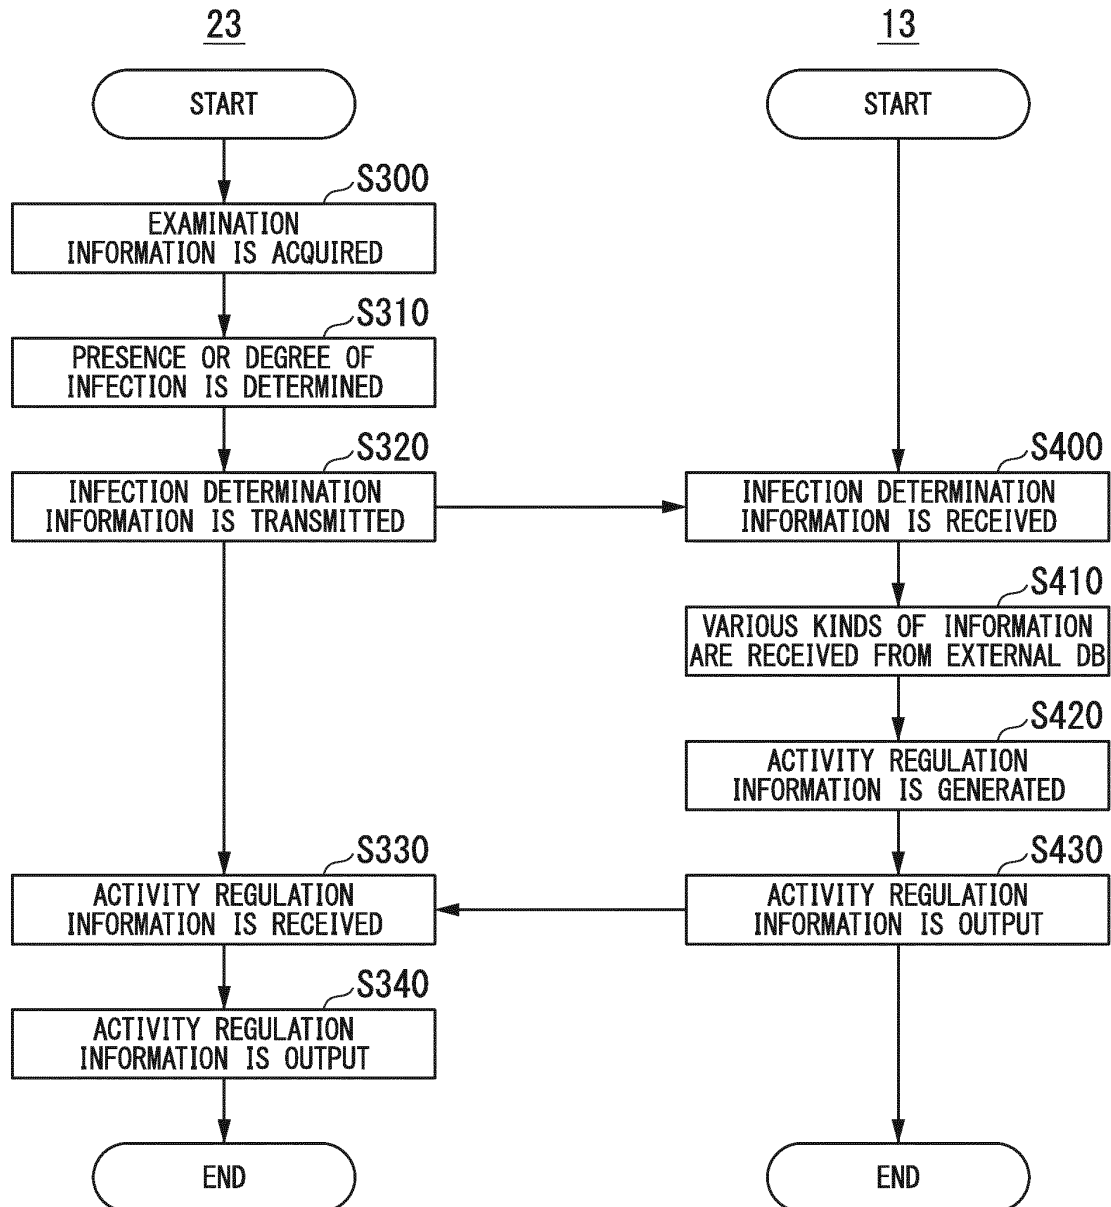 23
START
S300
EXAMINATION
INFORMATION IS ACQUIRED
S310
PRESENCE OR DEGREE OF
INFECTION IS DETERMINED
S320
INFECTION DETERMINATION
INFORMATION IS TRANSMITTED
S330
ACTIVITY REGULATION
INFORMATION IS RECEIVED
S340
ACTIVITY REGULATION
INFORMATION IS OUTPUT
END
13
START
S400
INFECTION DETERMINATION
INFORMATION IS RECEIVED
S410
VARIOUS KINDS OF INFORMATION
ARE RECEIVED FROM EXTERNAL DB
S420
ACTIVITY REGULATION
INFORMATION IS GENERATED
S430
ACTIVITY REGULATION
INFORMATION IS OUTPUT
END